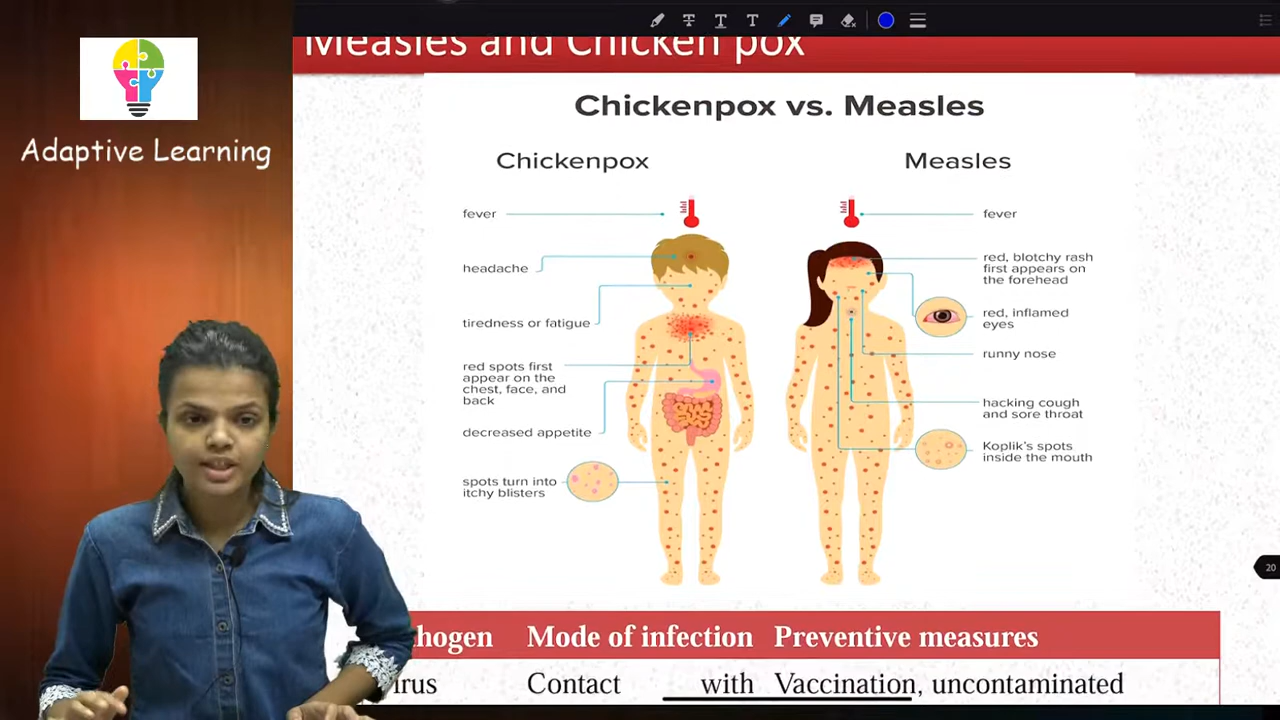 Adaptive Learning
Measles and Chicken pox
Chickenpox vs. Measles
Chickenpox
fever
headache
tiredness or fatigue
red spots first
appear on the
chest, face, and
back
decreased appetite
spots turn into
itchy blisters
Measles
fever
red, blotchy rash
first appears on
the forehead
red, inflamed
eyes
runny nose
hacking cough
and sore throat
Koplik's spots
inside the mouth
20
hogen Mode of infection Preventive measures
irus Contact with Vaccination, uncontaminated